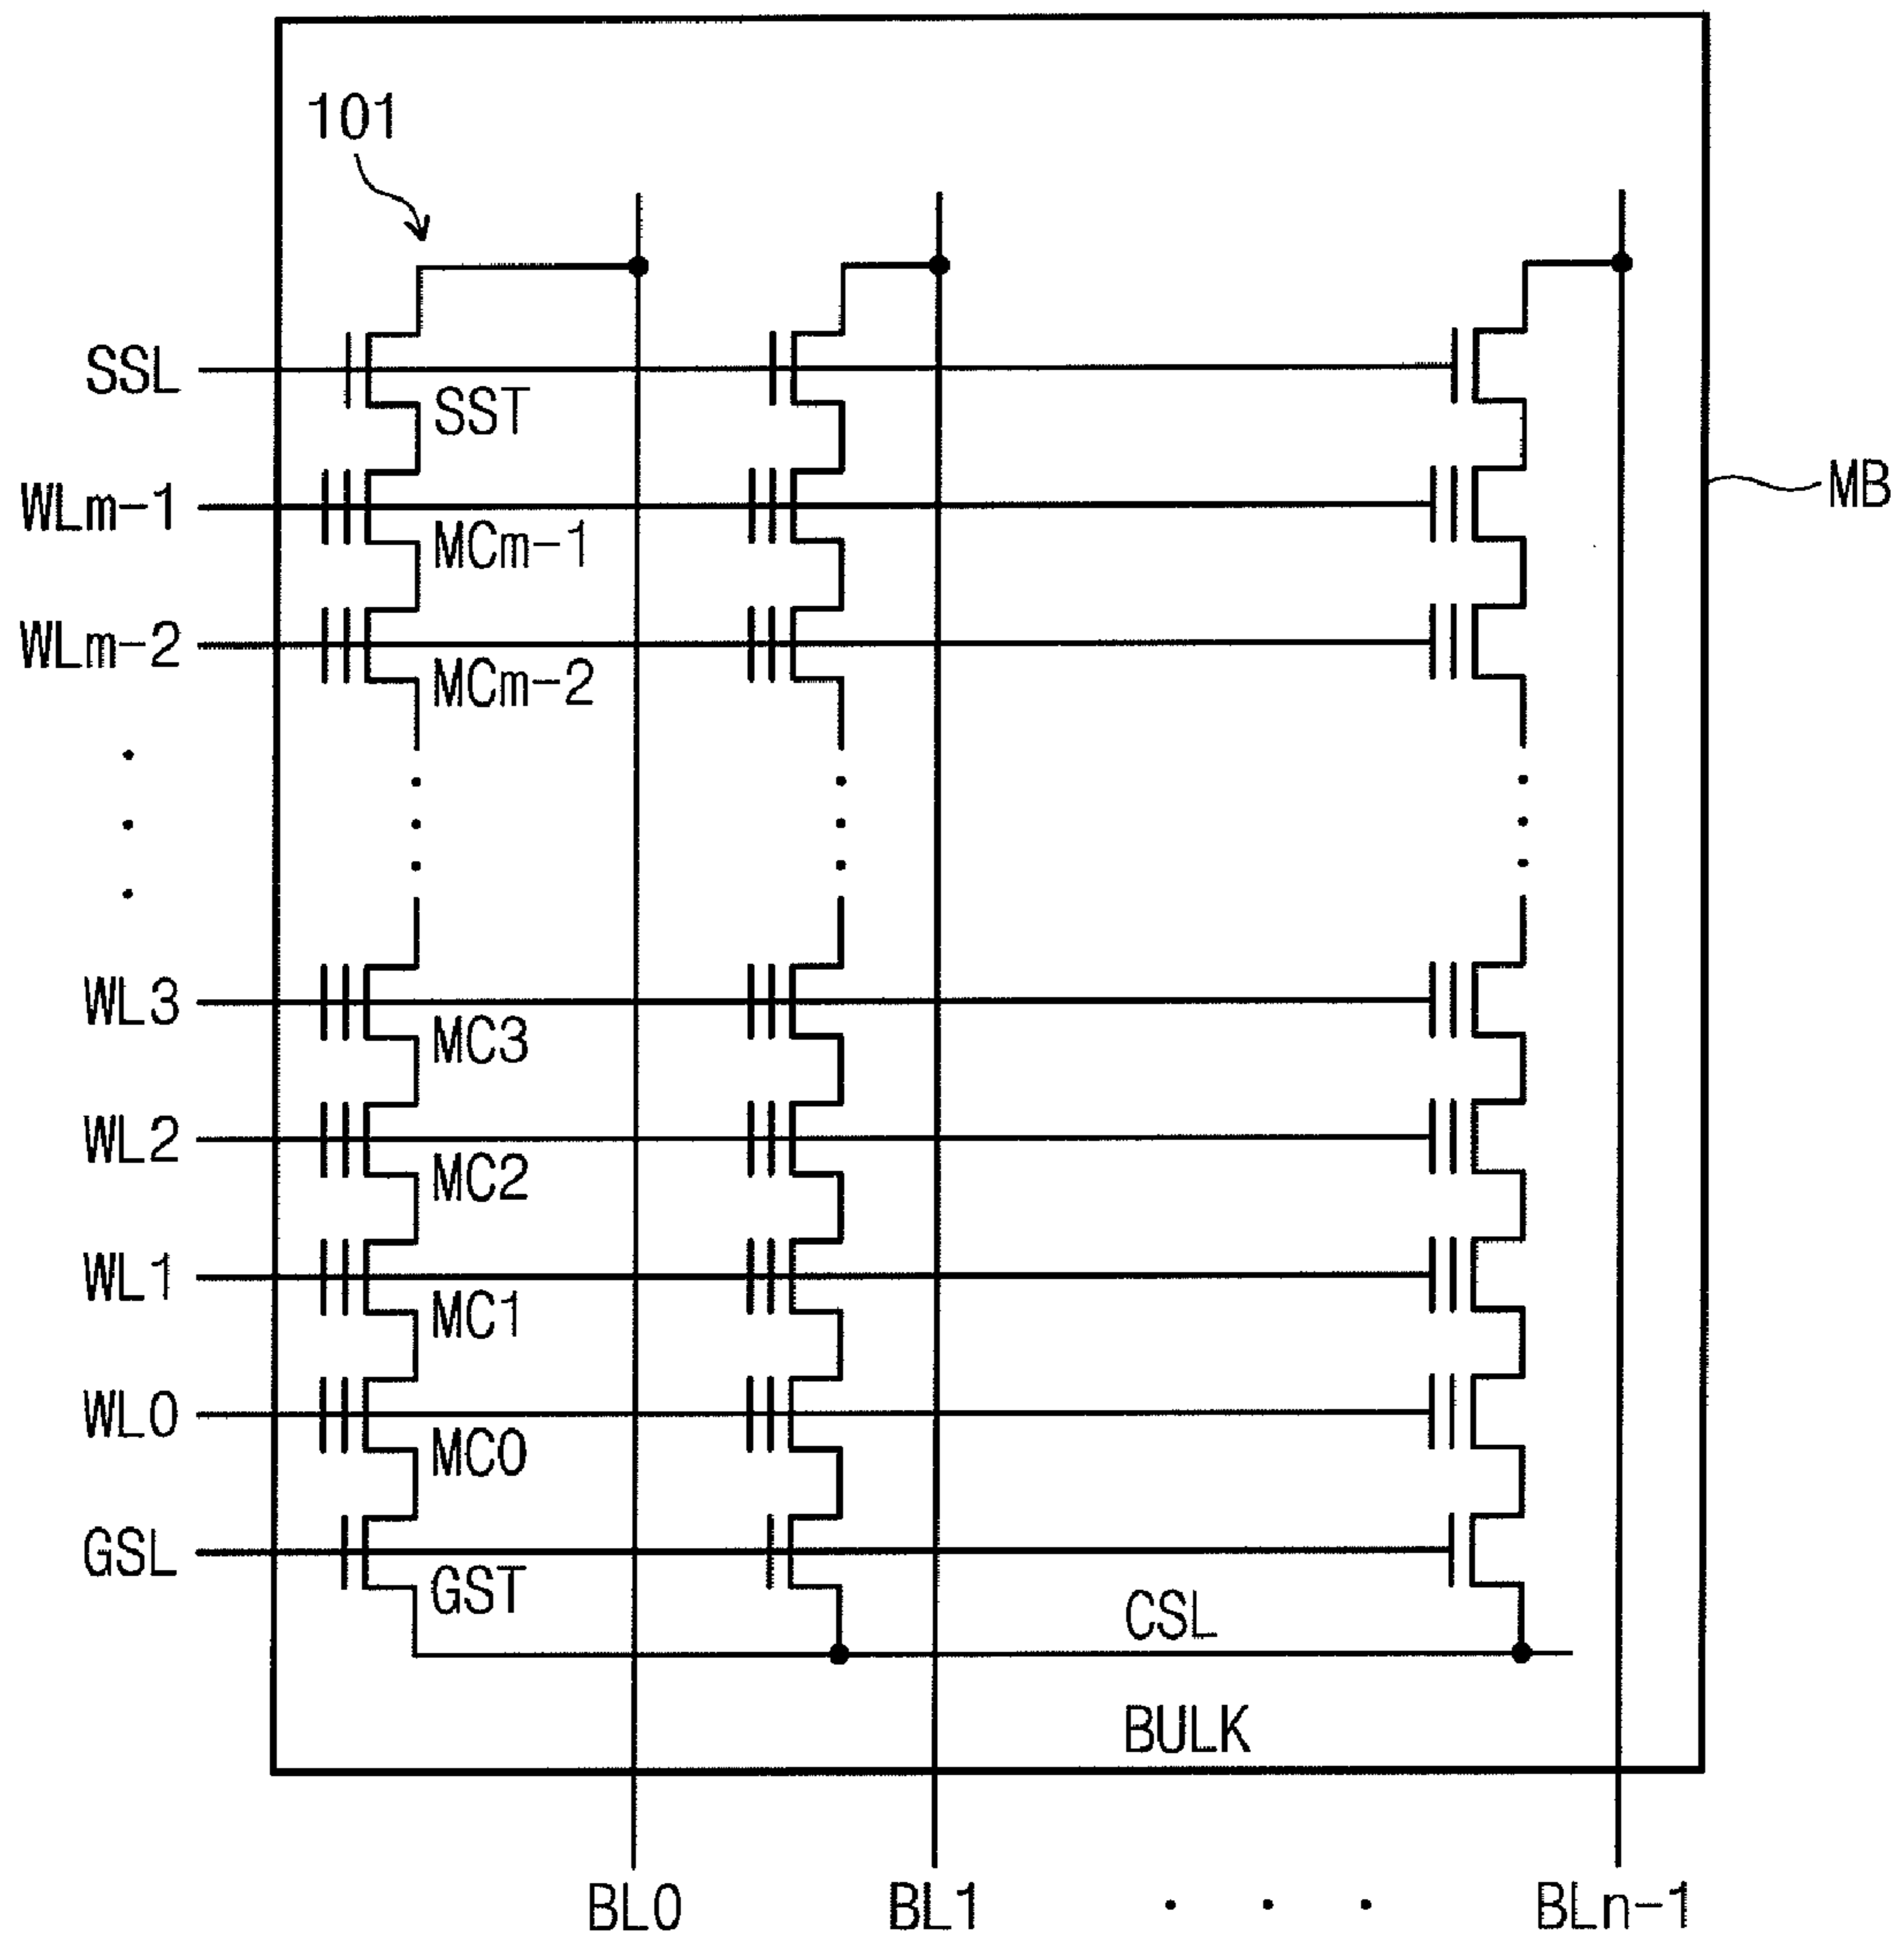 101
SSL
SST
WLm-1
MCm-1
MB
WLm-2
MCm-2
WL3
MC3
WL2
MC2
WL1
MC1
WL0
MC0
GSL
GST
CSL
BULK
BL0 BL1 . . . BLn-1